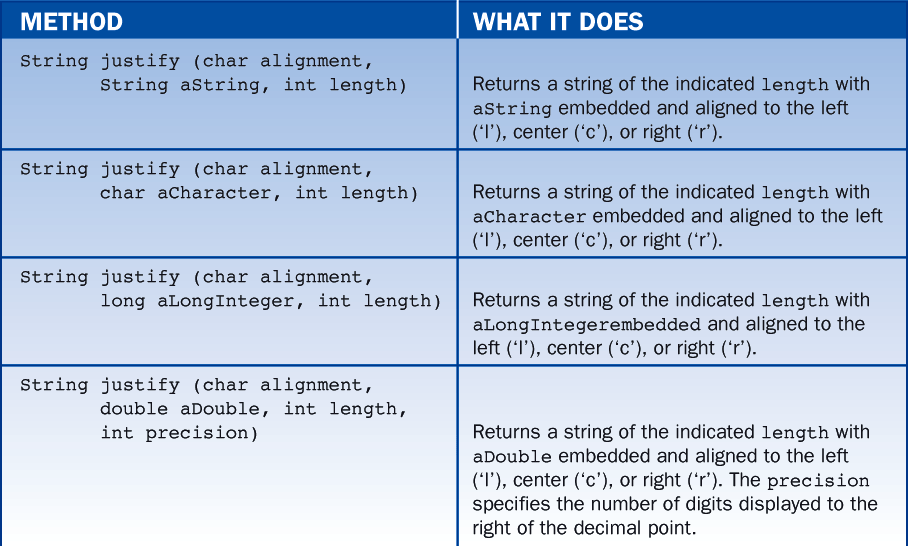 METHOD
WHAT IT DOES
String justify (char alignment,
String aString, int length)
Returns a string of the indicated length with
aString embedded and aligned to the left
(‘l’), center (‘c’), or right (‘r’).
String justify (char alignment,
char aCharacter, int length)
Returns a string of the indicated length with
aCharacter embedded and aligned to the left
(‘l’), center (‘c’), or right (‘r’).
String justify (char alignment,
long aLongInteger, int length)
Returns a string of the indicated length with
aLongIntegerembedded and aligned to the
left (‘l’), center (‘c’), or right (‘r’).
String justify (char alignment,
double aDouble, int length,
int precision)
Returns a string of the indicated length with
aDouble embedded and aligned to the left
(‘l’), center (‘c’), or right (‘r’). The precision
specifies the number of digits displayed to the
right of the decimal point.